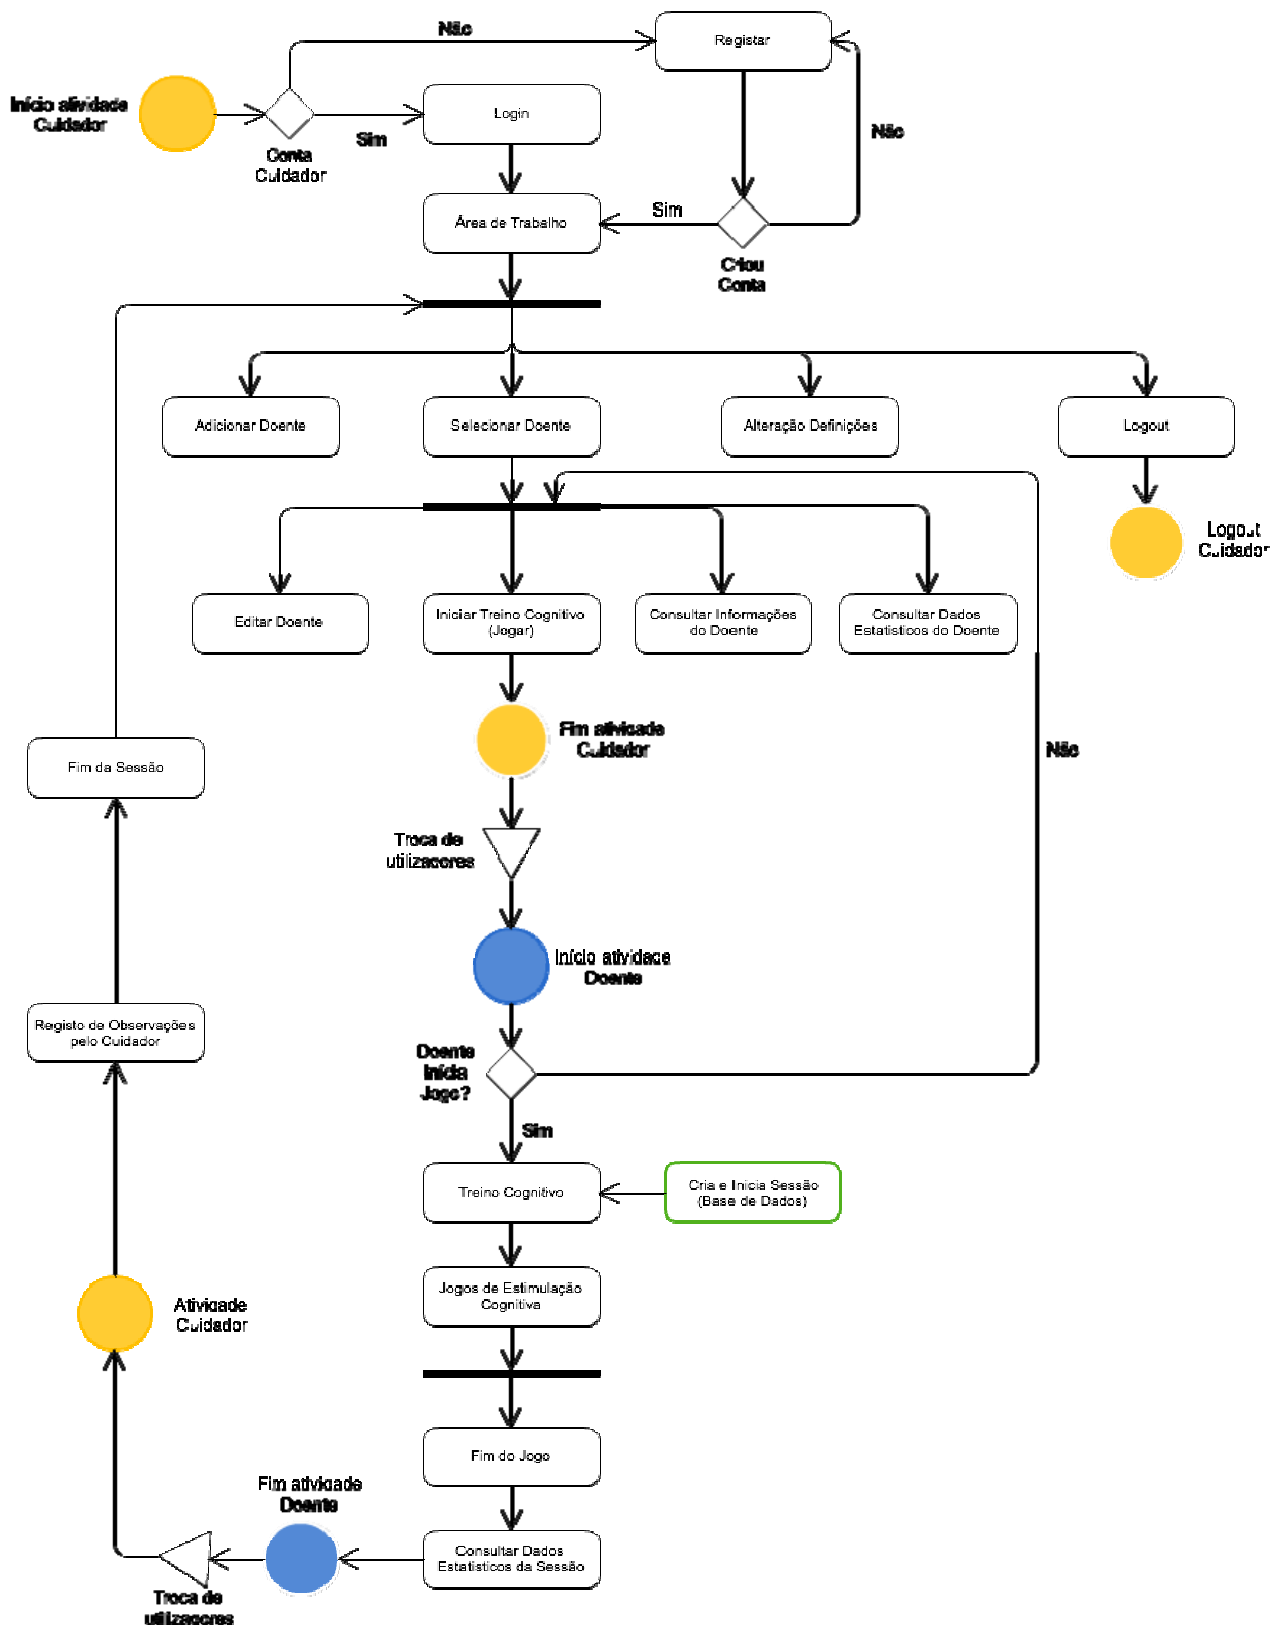 Não
Registar
Início atividade
Cuidador
Login
Não
Sim
Conta
Cuidador
Área de Trabalho
Sim
Criou
Conta
Adicionar Doente
Selecionar Doente
Alteração Definições
Logout
Logout
Cuidador
Editar Doente
Iniciar Treino Cognitivo
(Jogar)
Consultar Informações
do Doente
Consultar Dados
Estatísticos do Doente
Fim atividade
Cuidador
Não
Fim da Sessão
Troca de
utilizadores
Início atividade
Doente
Registo de Observações
pelo Cuidador
Doente
Inicia
Jogo?
Sim
Treino Cognitivo
Cria e Inicia Sessão
(Base de Dados)
Jogos de Estimulação
Cognitiva
Atividade
Cuidador
Fim do Jogo
Fim atividade
Doente
Consultar Dados
Estatísticos da Sessão
Troca de
utilizadores